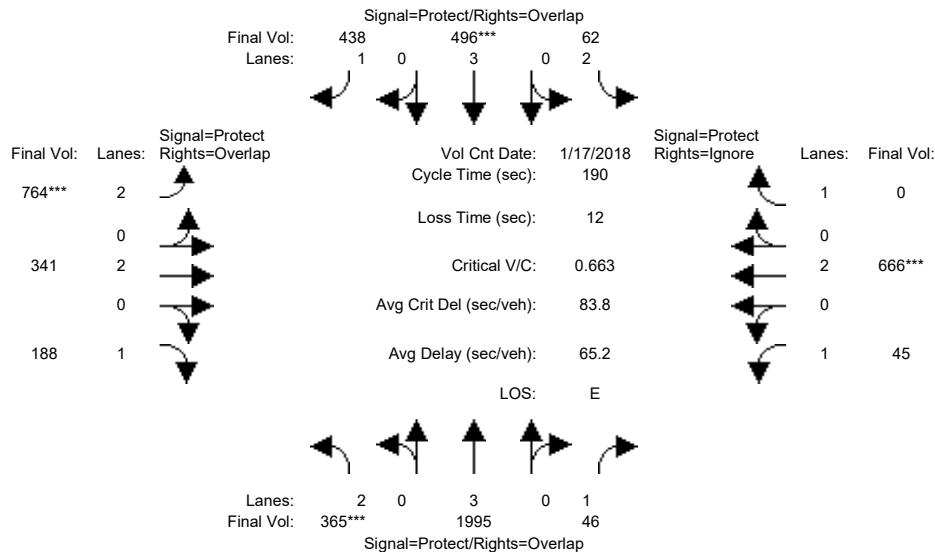 Signal=Protect/Rights=Overlap
Final Vol: 438 496*** 62
Lanes: 1 0 3 0 2
Signal=Protect
Final Vol: Lanes: Rights=Overlap
Vol Cnt Date: 1/17/2018
Signal=Protect
Rights=Ignore Lanes: Final Vol:
Cycle Time (sec): 190
764*** 2
1 0
Loss Time (sec): 12
0
0
341 2
Critical V/C: 0.663
2 666***
0
Avg Crit Del (sec/veh): 83.8
0
188 1
Avg Delay (sec/veh): 65.2
1 45
LOS: E
Lanes: 2 0 3 0 1
Final Vol: 365*** 1995 46
Signal=Protect/Rights=Overlap